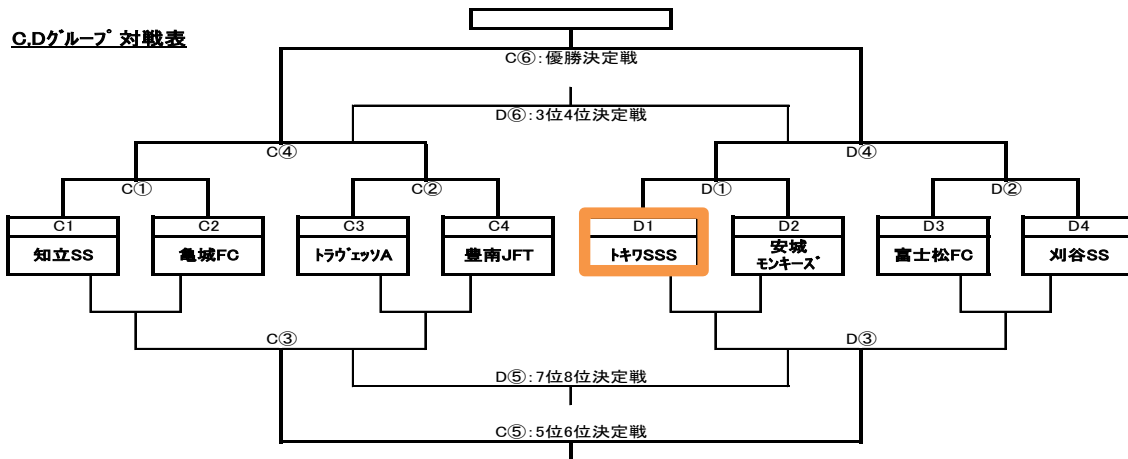 C,Dｸﾞﾙｰﾌﾟ 対戦表
C⑥:優勝決定戦
D⑥:3位4位決定戦
C④
D④
C①
C②
D①
D②
C1
C2
C3
C4
D1
D2
D3
D4
知立SS
亀城FC
ﾄﾗｳﾞｪｯｿA
豊南JFT
ﾄｷﾜSSS
安城
ﾓﾝｷｰｽﾞ
富士松FC
刈谷SS
C③
D③
D⑤:7位8位決定戦
C⑤:5位6位決定戦